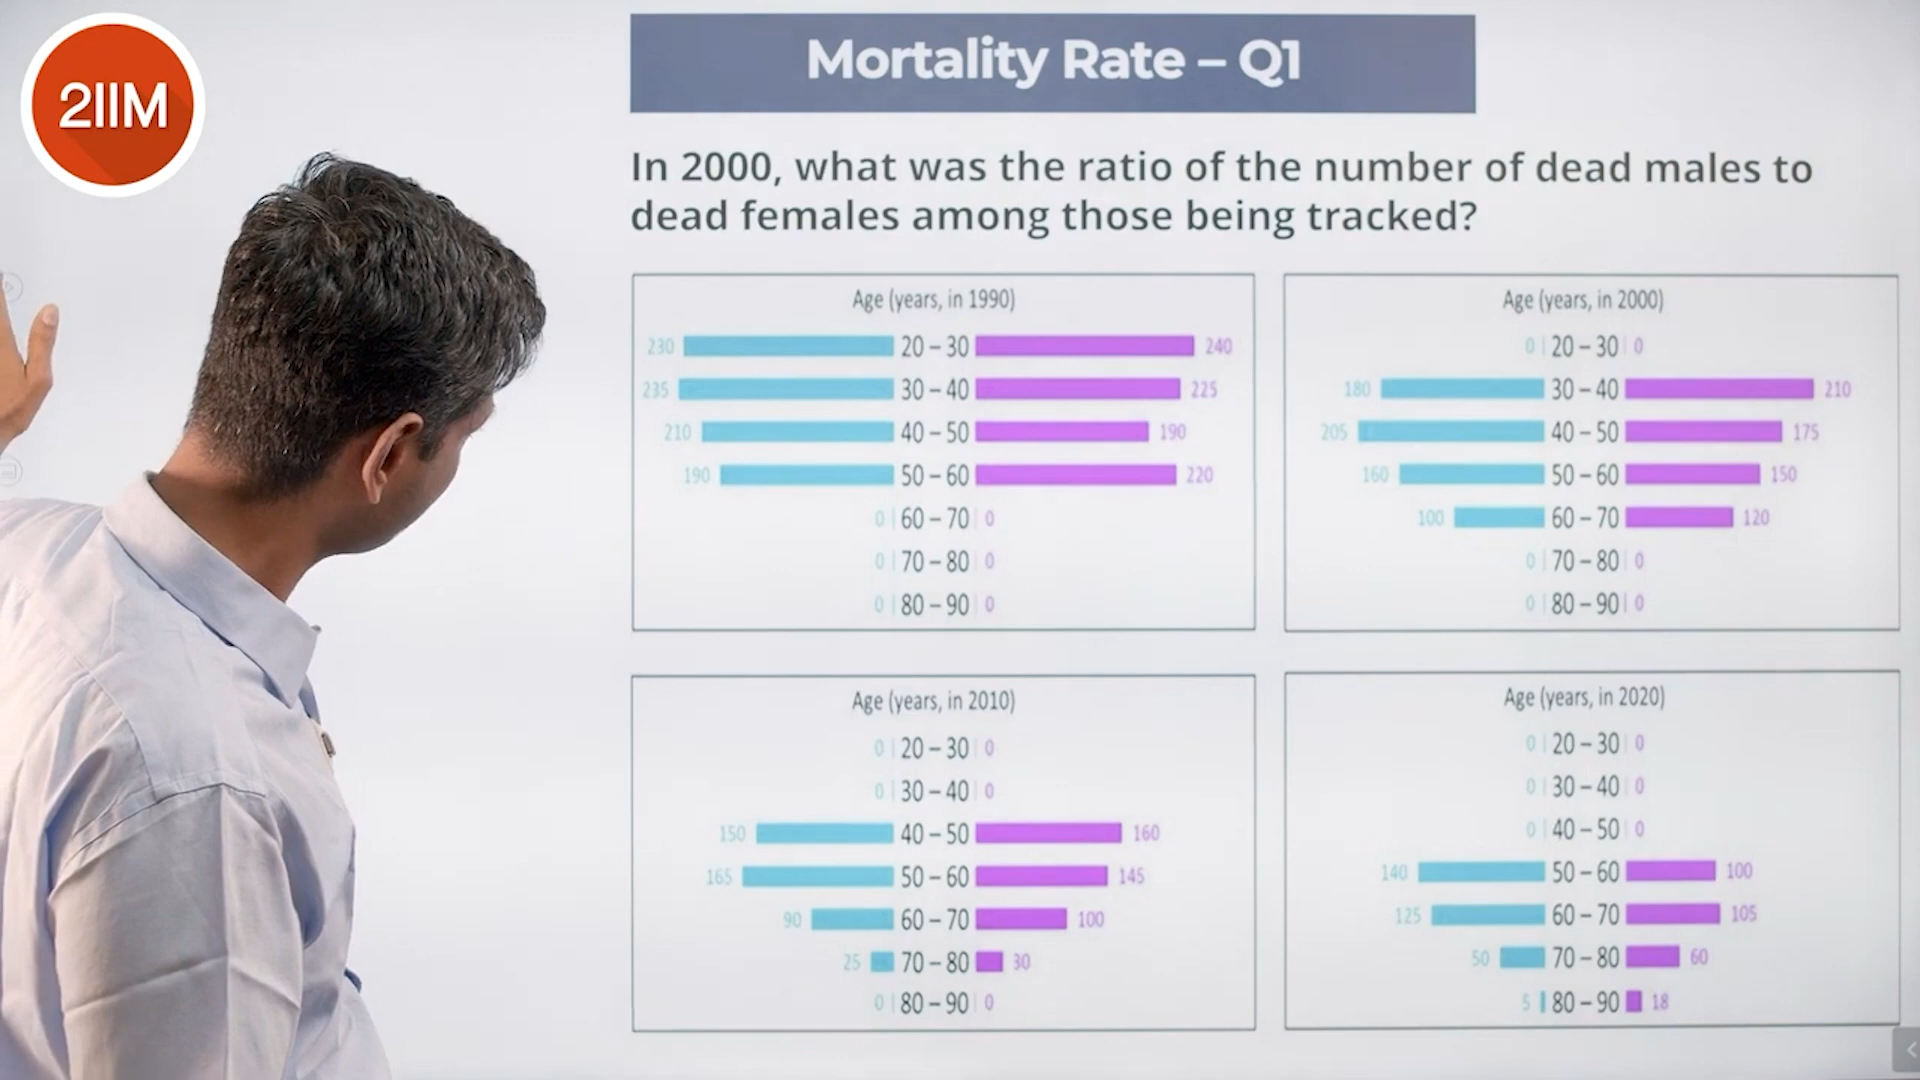 2IIM
Mortality Rate – Q1
In 2000, what was the ratio of the number of dead males to
dead females among those being tracked?
Age (years, in 1990)
230 20 – 30 240
235 30 – 40 225
210 40 – 50 190
190 50 – 60 220
0 60 – 70 0
0 70 – 80 0
0 80 – 90 0
Age (years, in 2000)
0 20 – 30 0
180 30 – 40 210
205 40 – 50 175
160 50 – 60 150
100 60 – 70 120
0 70 – 80 0
0 80 – 90 0
Age (years, in 2010)
0 20 – 30 0
0 30 – 40 0
150 40 – 50 160
165 50 – 60 145
90 60 – 70 100
25 70 – 80 30
0 80 – 90 0
Age (years, in 2020)
0 20 – 30 0
0 30 – 40 0
0 40 – 50 0
140 50 – 60 100
125 60 – 70 105
50 70 – 80 60
5 80 – 90 18